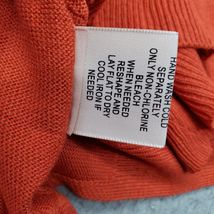 HAND WASH COLD
SEPARATELY
ONLY NON-CHLORINE
BLEACH
WHEN NEEDED
RESHAPE AND
LAY FLAT TO DRY
COOL IRON IF
NEEDED